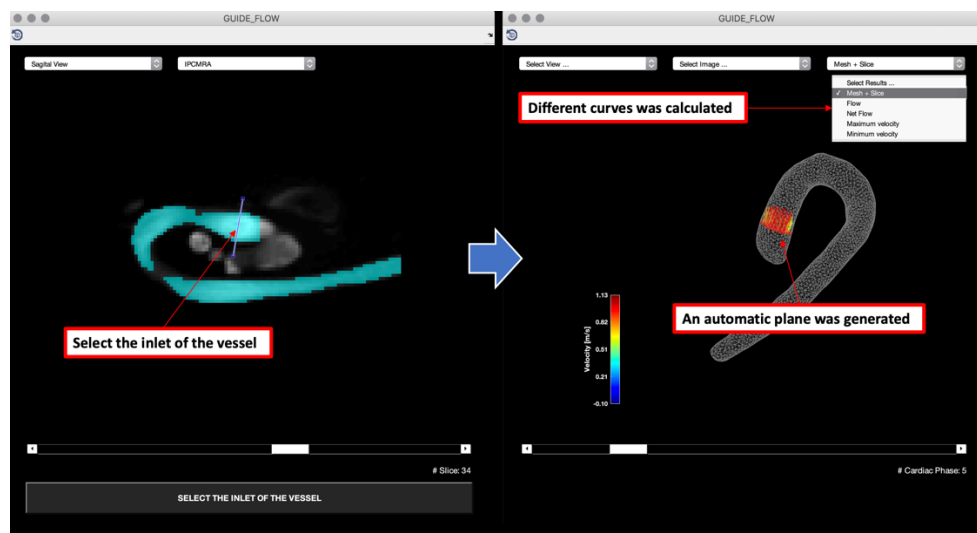 GUIDE_FLOW
Sagital View
IPCMRA
Select the inlet of the vessel
# Slice: 34
SELECT THE INLET OF THE VESSEL
GUIDE_FLOW
Select View ...
Select Image ...
Mesh + Slice
Select Results ...
✓ Mesh + Slice
Flow
Net Flow
Maximum velocity
Minimum velocity
Different curves was calculated
An automatic plane was generated
Velocity [m/s]
1.13
0.82
0.51
0.21
-0.10
# Cardiac Phase: 5